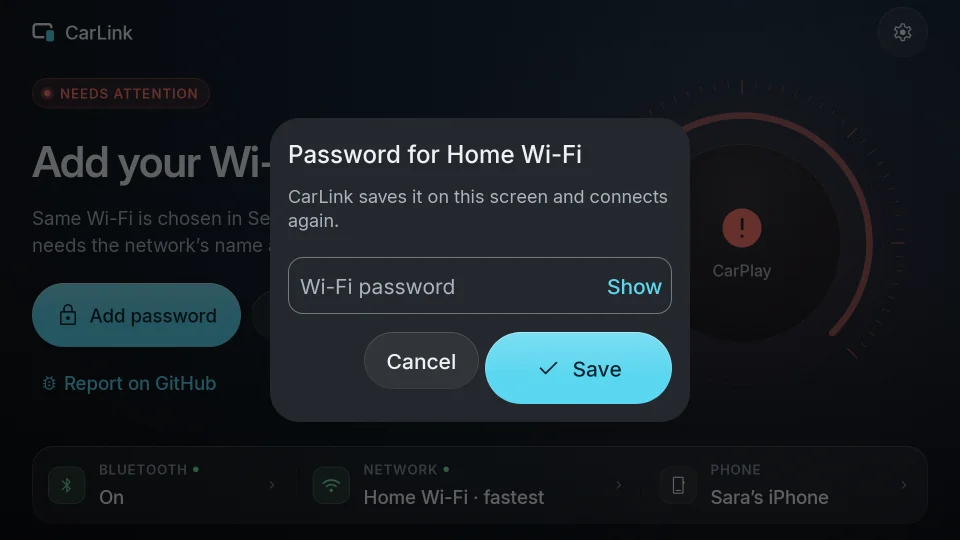 CarLink
NEEDS ATTENTION
Add your Wi-
Same Wi-Fi is chosen in Se
needs the network's name
Add password
Report on GitHub
Password for Home Wi-Fi
CarLink saves it on this screen and connects
again.
Wi-Fi password
Show
Cancel
Save
CarPlay
BLUETOOTH
On
NETWORK
Home Wi-Fi · fastest
PHONE
Sara's iPhone